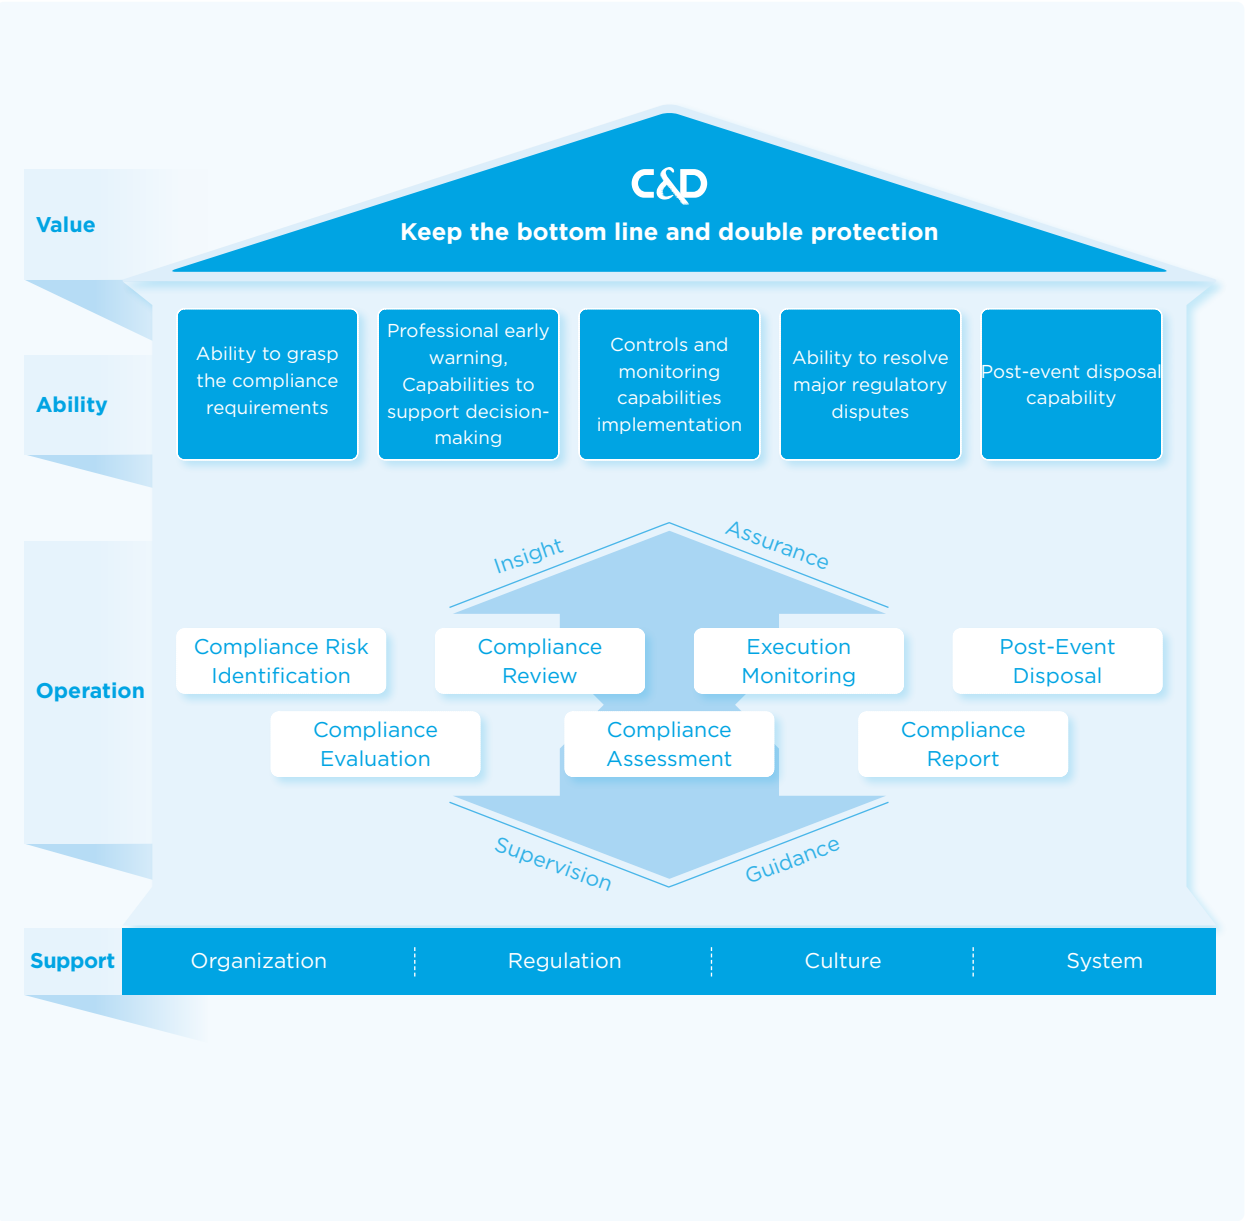 C&D
Value
Keep the bottom line and double protection
Ability
Ability to grasp
the compliance
requirements
Professional early
warning,
Capabilities to
support decision-
making
Controls and
monitoring
capabilities
implementation
Ability to resolve
major regulatory
disputes
Post-event disposal
capability
Operation
Insight
Assurance
Compliance Risk
Identification
Compliance
Review
Execution
Monitoring
Post-Event
Disposal
Compliance
Evaluation
Compliance
Assessment
Compliance
Report
Supervision
Guidance
Support
Organization
Regulation
Culture
System